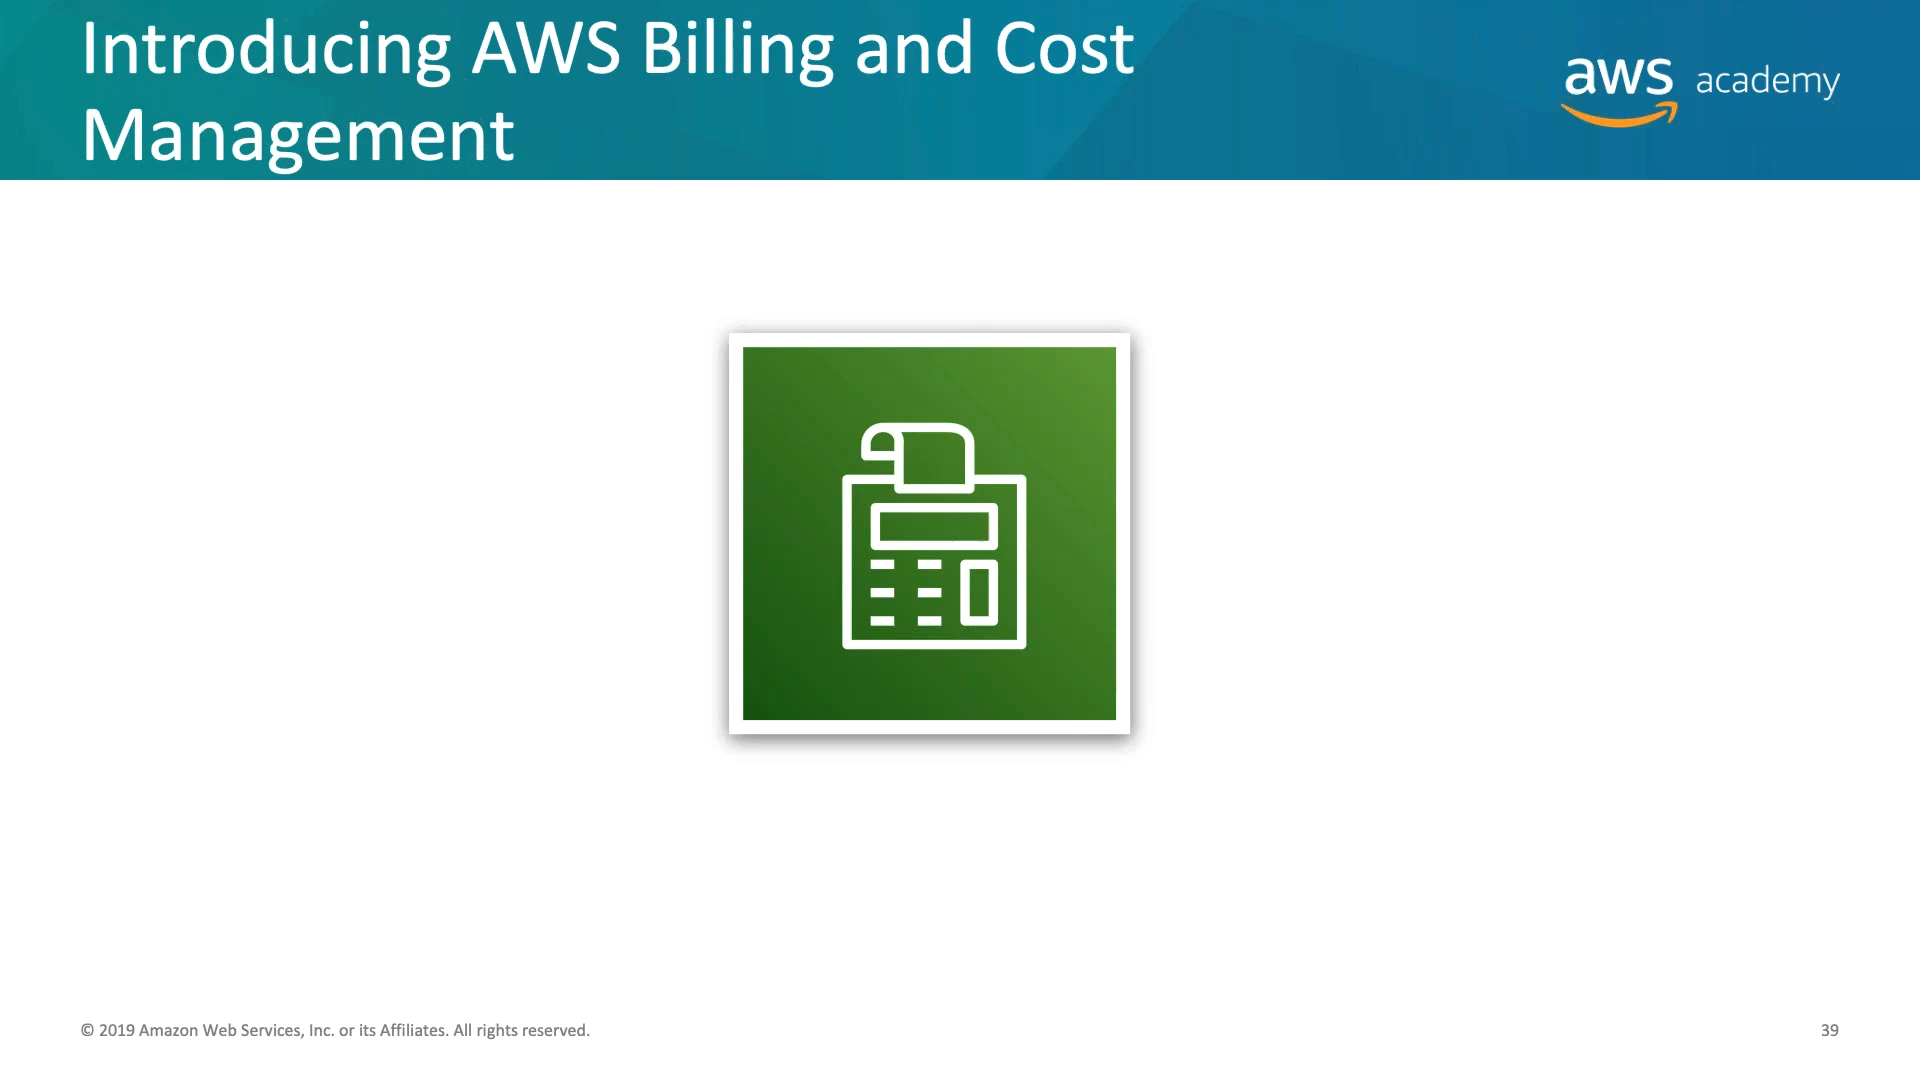 Introducing AWS Billing and Cost
Management
aws academy
© 2019 Amazon Web Services, Inc. or its Affiliates. All rights reserved.
39